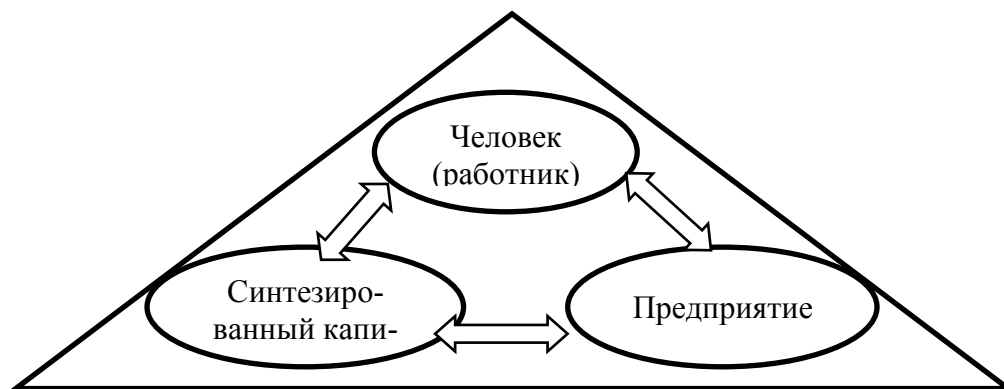 Человек
(работник)
Синтезиро-
ванный капи-
Предприятие